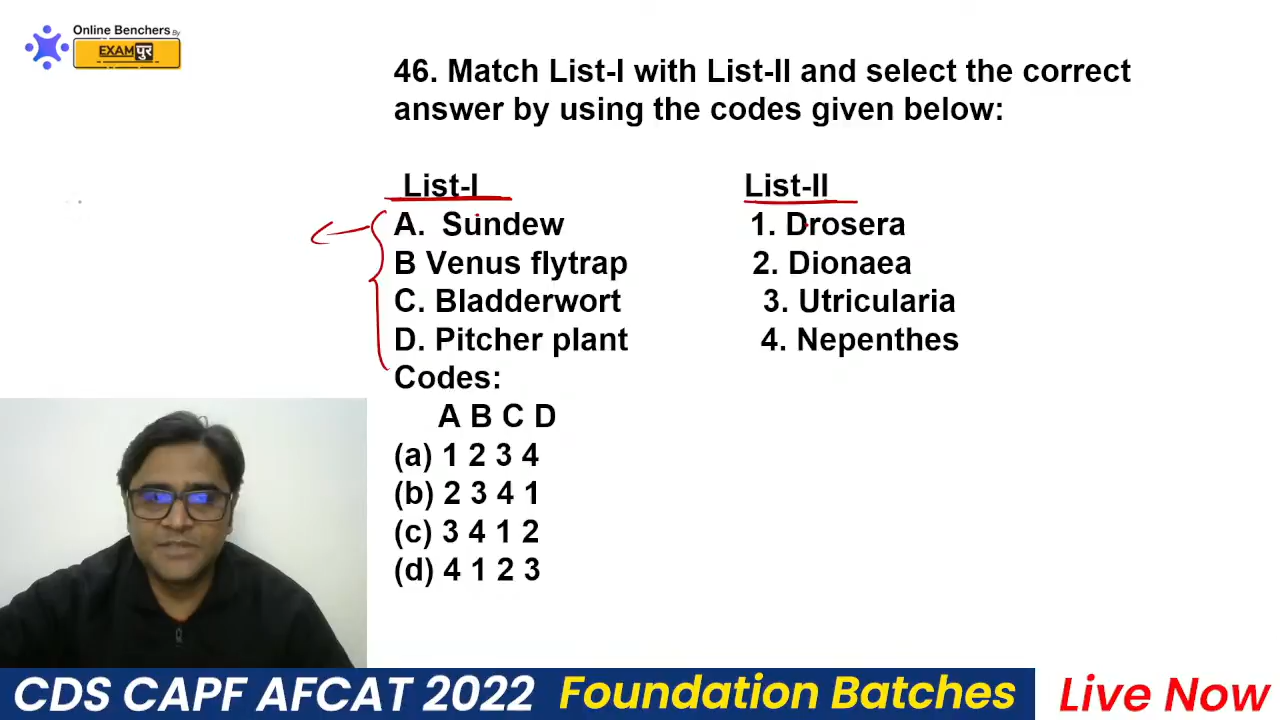 Online Benchers By
EXAM पुर
46. Match List-I with List-II and select the correct
answer by using the codes given below:
List-I List-II
A. Sundew 1. Drosera
B Venus flytrap 2. Dionaea
C. Bladderwort 3. Utricularia
D. Pitcher plant 4. Nepenthes
Codes:
A B C D
(a) 1 2 3 4
(b) 2 3 4 1
(c) 3 4 1 2
(d) 4 1 2 3
CDS CAPF AFCAT 2022 Foundation Batches Live Now